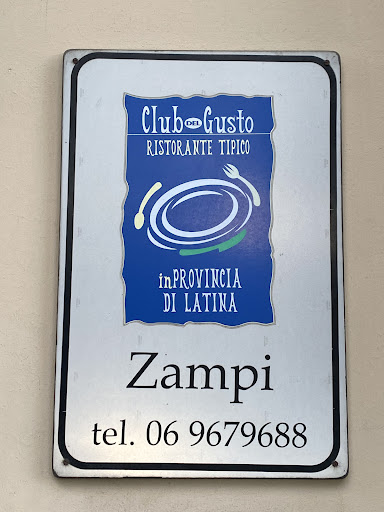 Club DEL Gusto
RISTORANTE TIPICO
inPROVINCIA
DI LATINA
Zampi
tel. 06 9679688